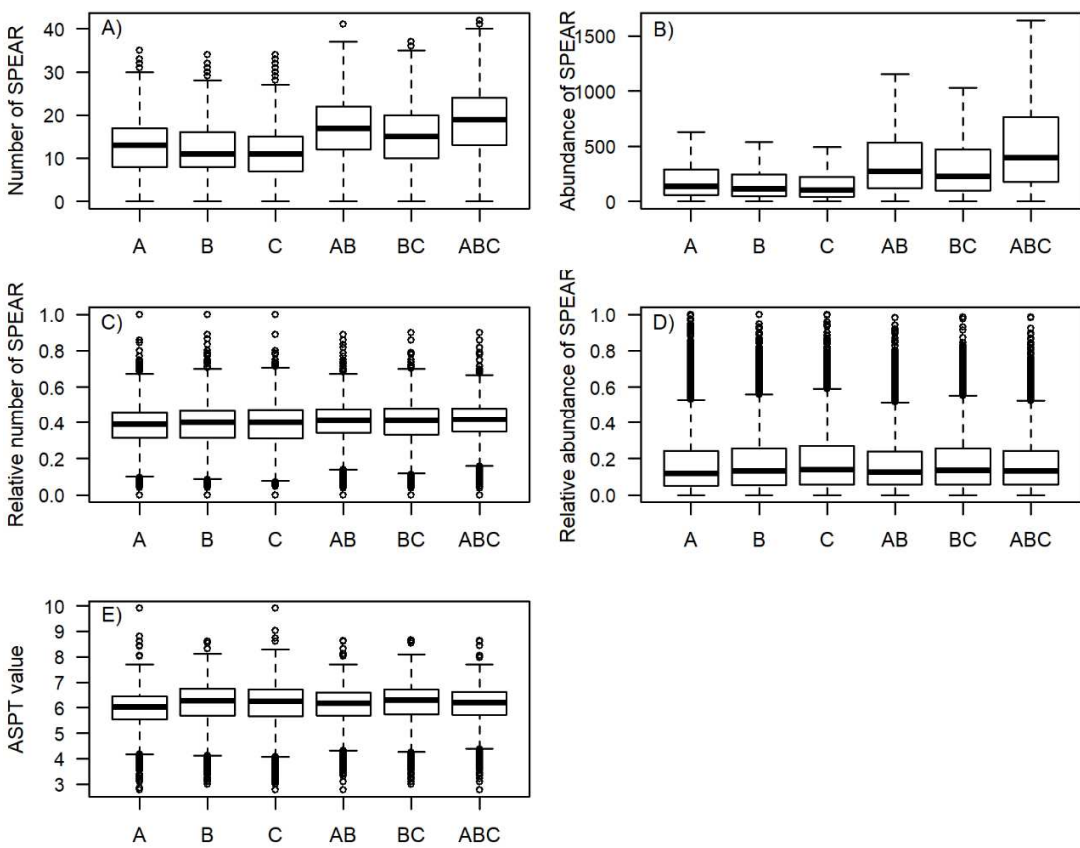 Number of SPEAR
A)
40
30
20
10
0
A B C AB BC ABC
Abundance of SPEAR
B)
1500
1000
500
0
A B C AB BC ABC
Relative number of SPEAR
C)
1.0
0.8
0.6
0.4
0.2
0.0
A B C AB BC ABC
Relative abundance of SPEAR
D)
1.0
0.8
0.6
0.4
0.2
0.0
A B C AB BC ABC
ASPT value
E)
10
9
8
7
6
5
4
3
A B C AB BC ABC